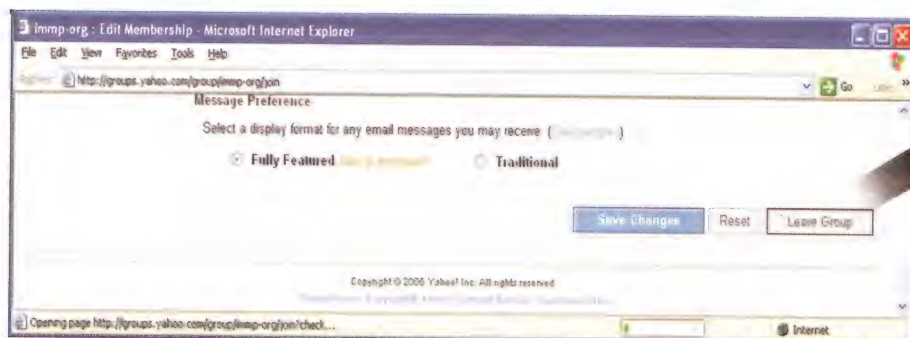 immp-org : Edit Membership - Microsoft Internet Explorer
File Edit View Favorites Tools Help
http://groups.yahoo.com/group/immp-org/join Go »
Message Preference
Select a display format for any email messages you may receive ( )
Fully Featured Traditional
Save Changes Reset Leave Group
Copyright © 2006 Yahoo! Inc. All rights reserved
Opening page http://groups.yahoo.com/group/immp-org/join?check... Internet